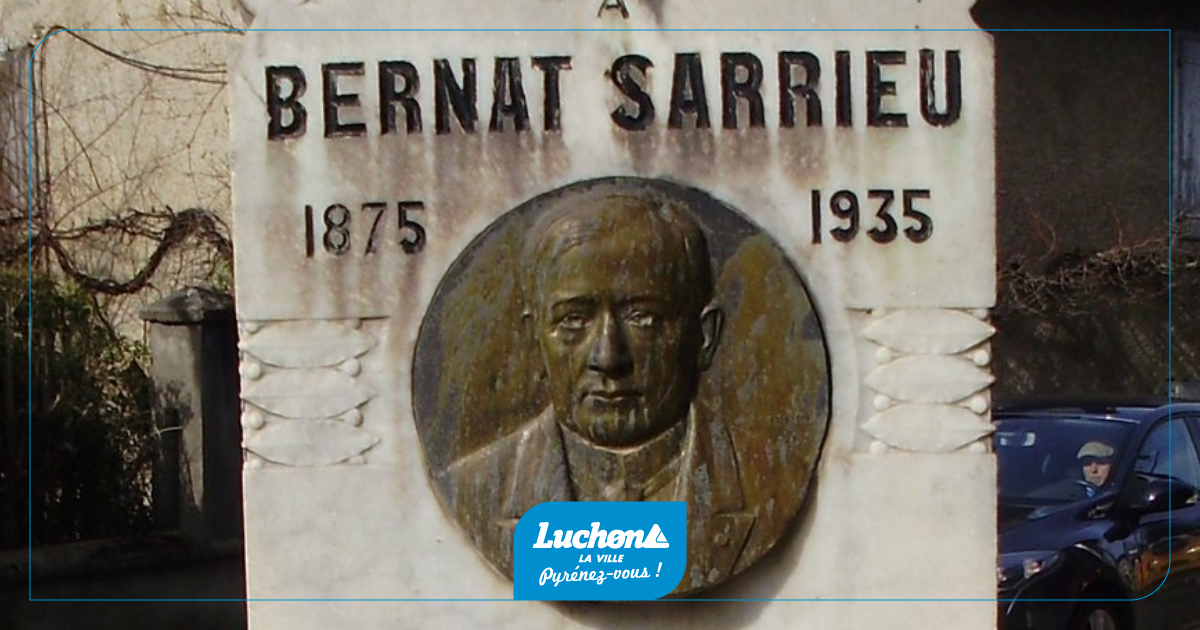 A
BERNAT SARRIEU
1875 1935
Luchon
LA VILLE
Pyrénez-vous !